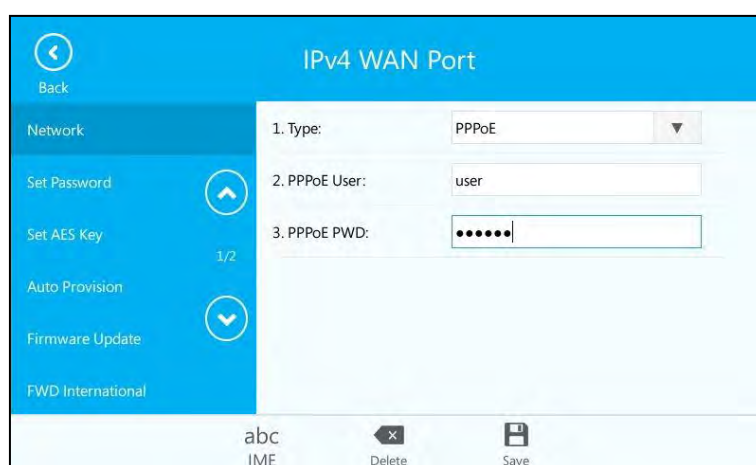 IPv4 WAN Port
Back
Network
Set Password
Set AES Key
1/2
Auto Provision
Firmware Update
FWD International
1. Type: PPPoE
2. PPPoE User: user
3. PPPoE PWD: ••••••
abc
IME Delete Save